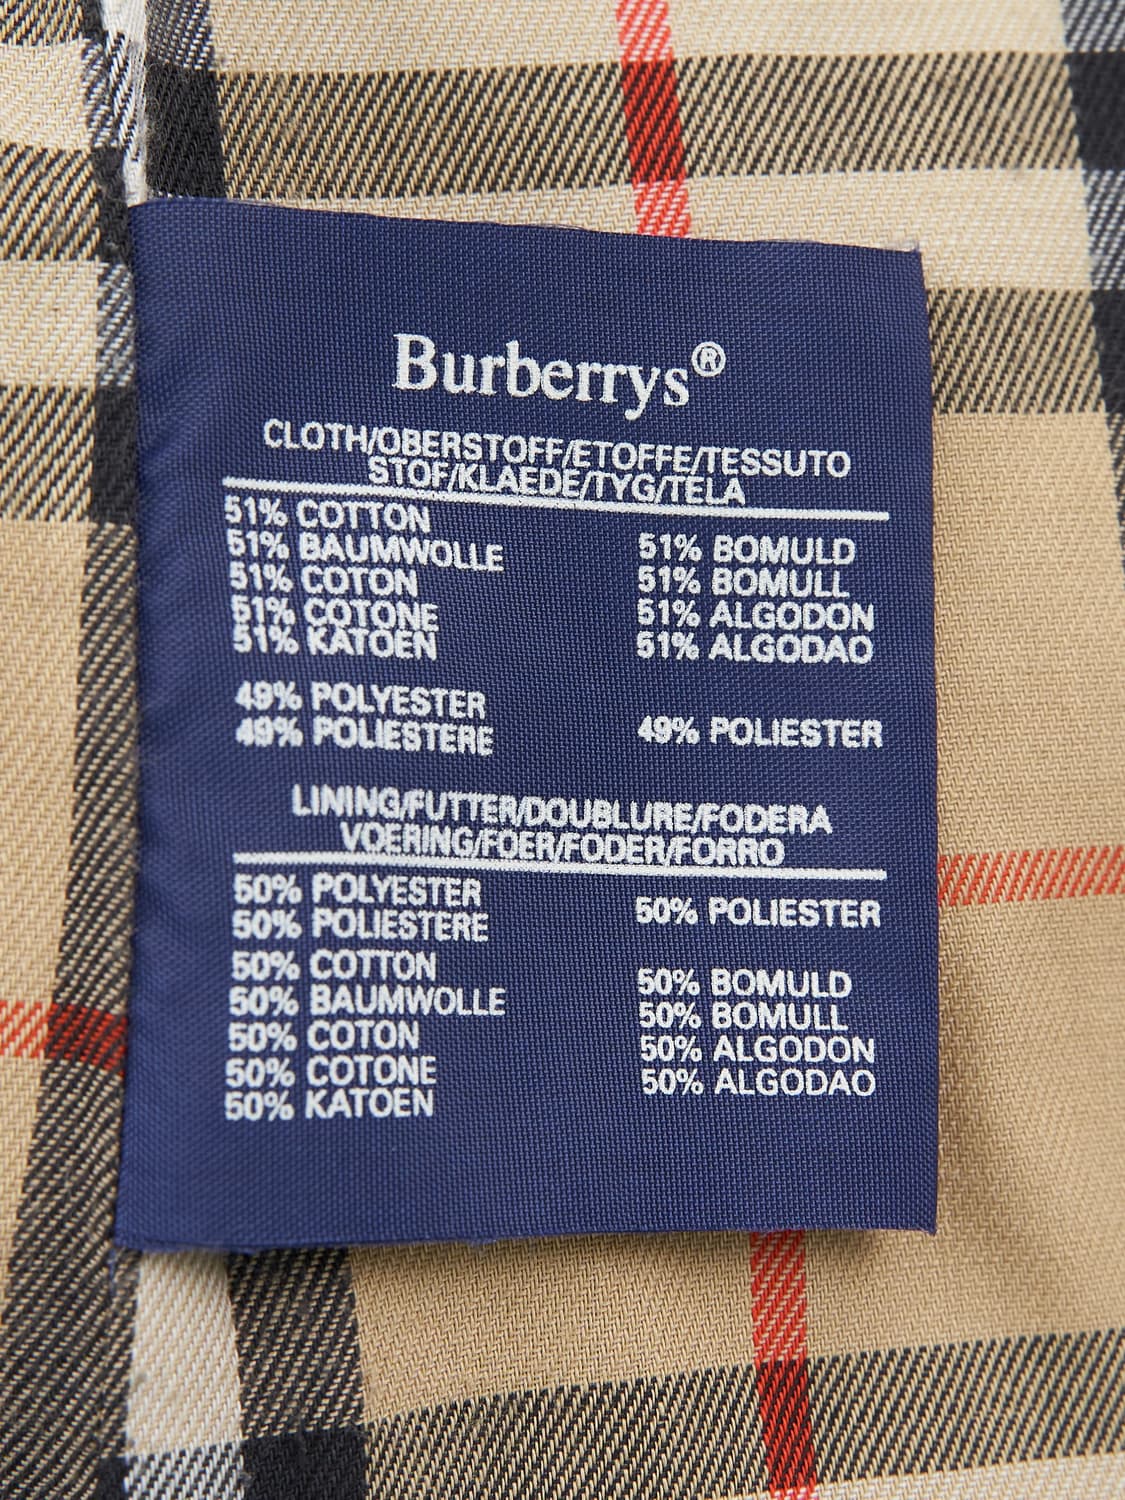 Burberrys®
CLOTH/OBERSTOFF/ETOFFE/TESSUTO
STOF/KLAEDE/TYG/TELA
51% COTTON
51% BAUMWOLLE
51% COTON
51% COTONE
51% KATOEN
51% BOMULD
51% BOMULL
51% ALGODON
51% ALGODAO
49% POLYESTER
49% POLIESTERE
49% POLIESTER
LINING/FUTTER/DOUBLURE/FODERA
VOERING/FOER/FODER/FORRO
50% POLYESTER
50% POLIESTERE
50% POLIESTER
50% COTTON
50% BAUMWOLLE
50% COTON
50% COTONE
50% KATOEN
50% BOMULD
50% BOMULL
50% ALGODON
50% ALGODAO